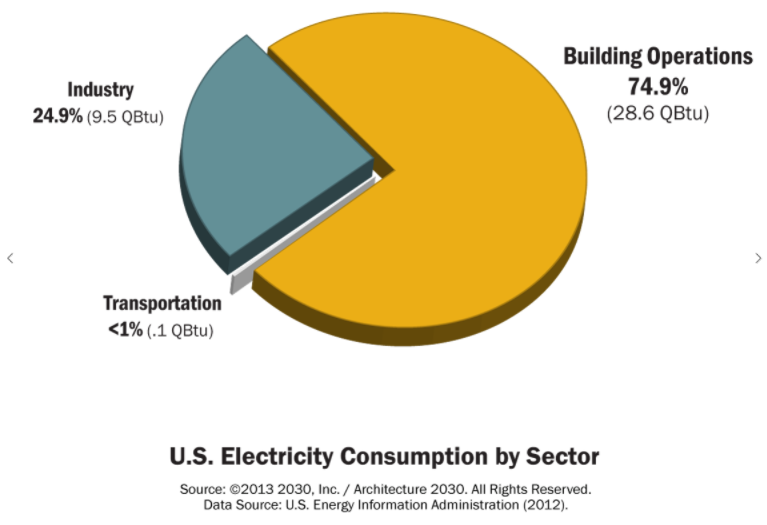 Building Operations
74.9%
(28.6 QBtu)
Industry
24.9% (9.5 QBtu)
Transportation
<1% (.1 QBtu)
U.S. Electricity Consumption by Sector
Source: ©2013 2030, Inc. / Architecture 2030. All Rights Reserved.
Data Source: U.S. Energy Information Administration (2012).